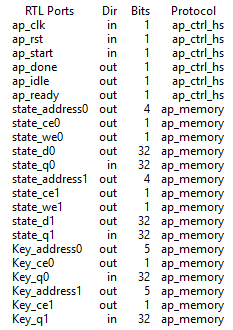 RTL Ports Dir Bits Protocol
ap_clk in 1 ap_ctrl_hs
ap_rst in 1 ap_ctrl_hs
ap_start in 1 ap_ctrl_hs
ap_done out 1 ap_ctrl_hs
ap_idle out 1 ap_ctrl_hs
ap_ready out 1 ap_ctrl_hs
state_address0 out 4 ap_memory
state_ce0 out 1 ap_memory
state_we0 out 1 ap_memory
state_d0 out 32 ap_memory
state_q0 in 32 ap_memory
state_address1 out 4 ap_memory
state_ce1 out 1 ap_memory
state_we1 out 1 ap_memory
state_d1 out 32 ap_memory
state_q1 in 32 ap_memory
Key_address0 out 5 ap_memory
Key_ce0 out 1 ap_memory
Key_q0 in 32 ap_memory
Key_address1 out 5 ap_memory
Key_ce1 out 1 ap_memory
Key_q1 in 32 ap_memory